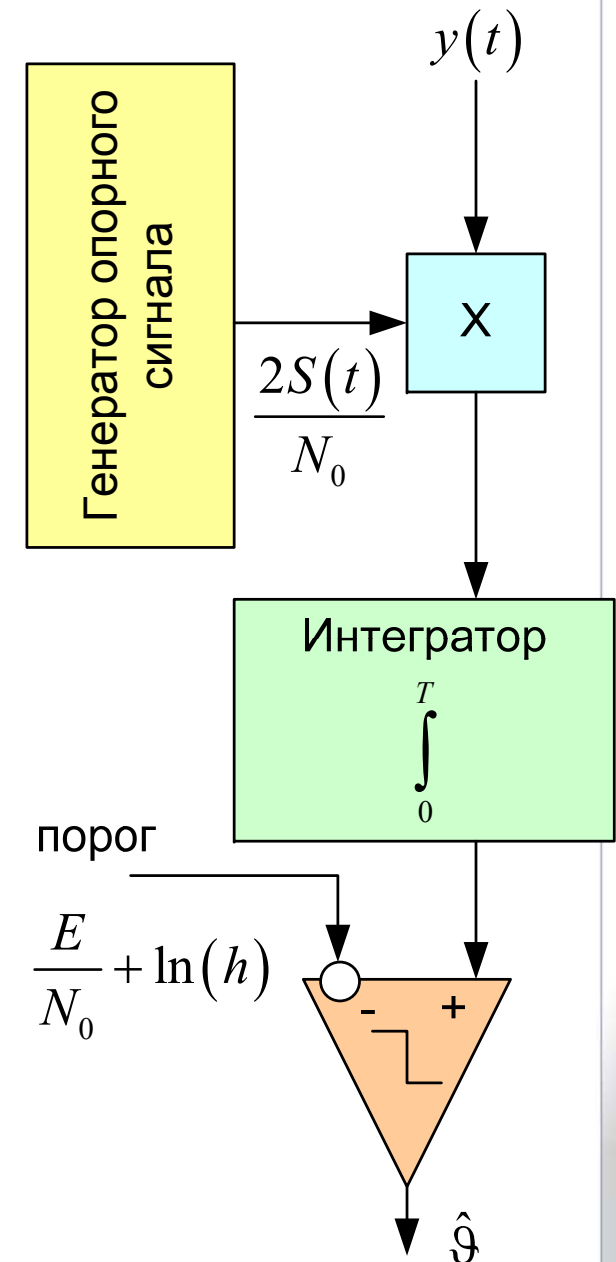 y(t)
Генератор опорного
сигнала
X
2S(t)
N₀
Интегратор
T
∫
0
порог
E
N₀
+ ln(h)
- +
ϑ̂